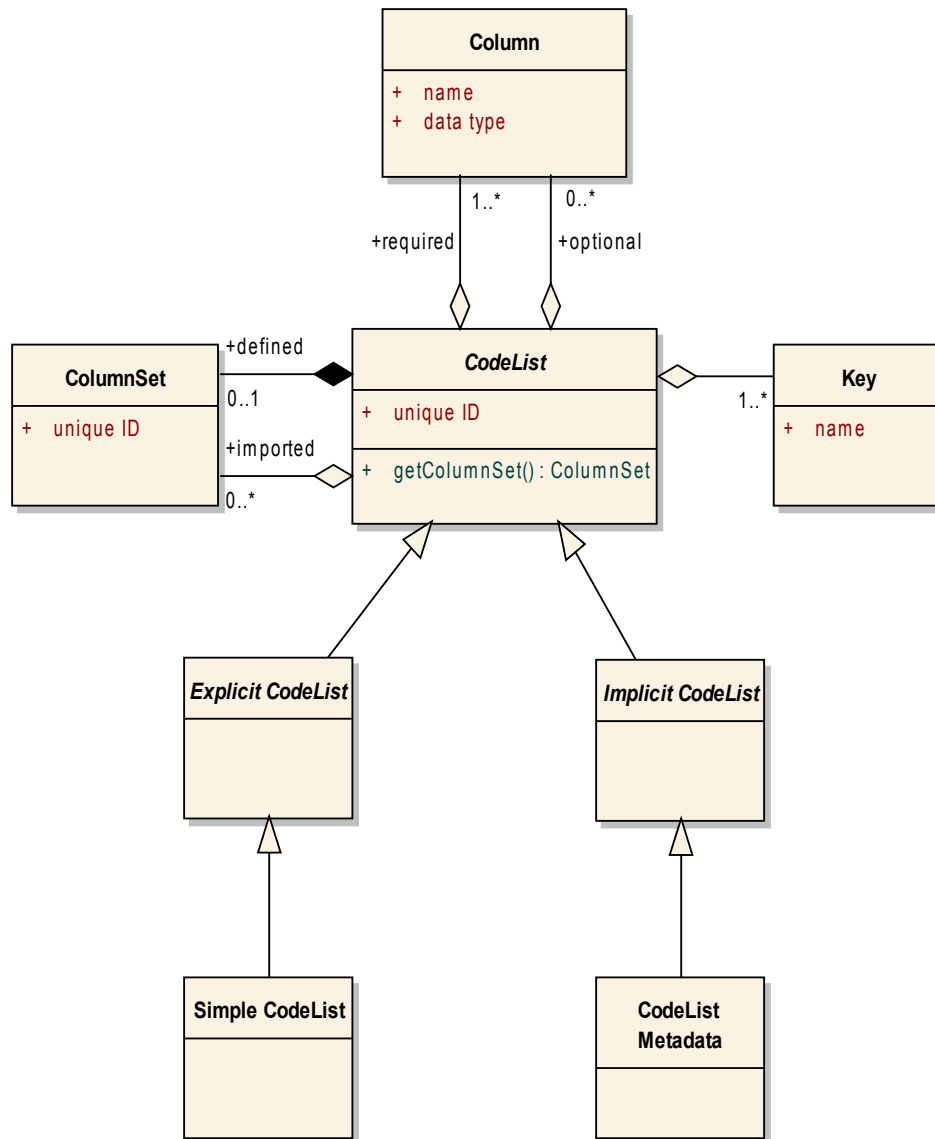 Column
+ name
+ data type
1..*
0..*
+required
+optional
ColumnSet
+ unique ID
+defined
0..1
+imported
0..*
CodeList
+ unique ID
+ getColumnSet() : ColumnSet
1..*
Key
+ name
Explicit CodeList
Implicit CodeList
Simple CodeList
CodeList
Metadata